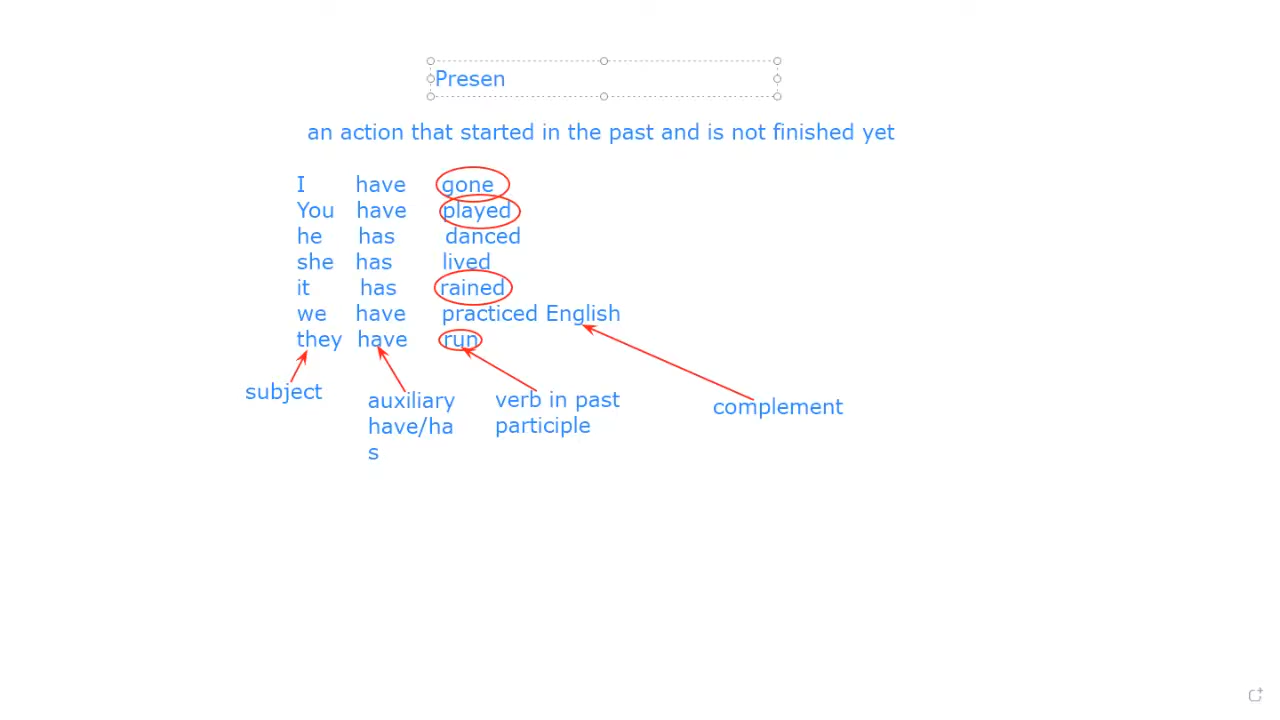 Presen
an action that started in the past and is not finished yet
I have gone
You have played
he has danced
she has lived
it has rained
we have practiced English
they have run
subject
auxiliary
have/ha
s
verb in past
participle
complement